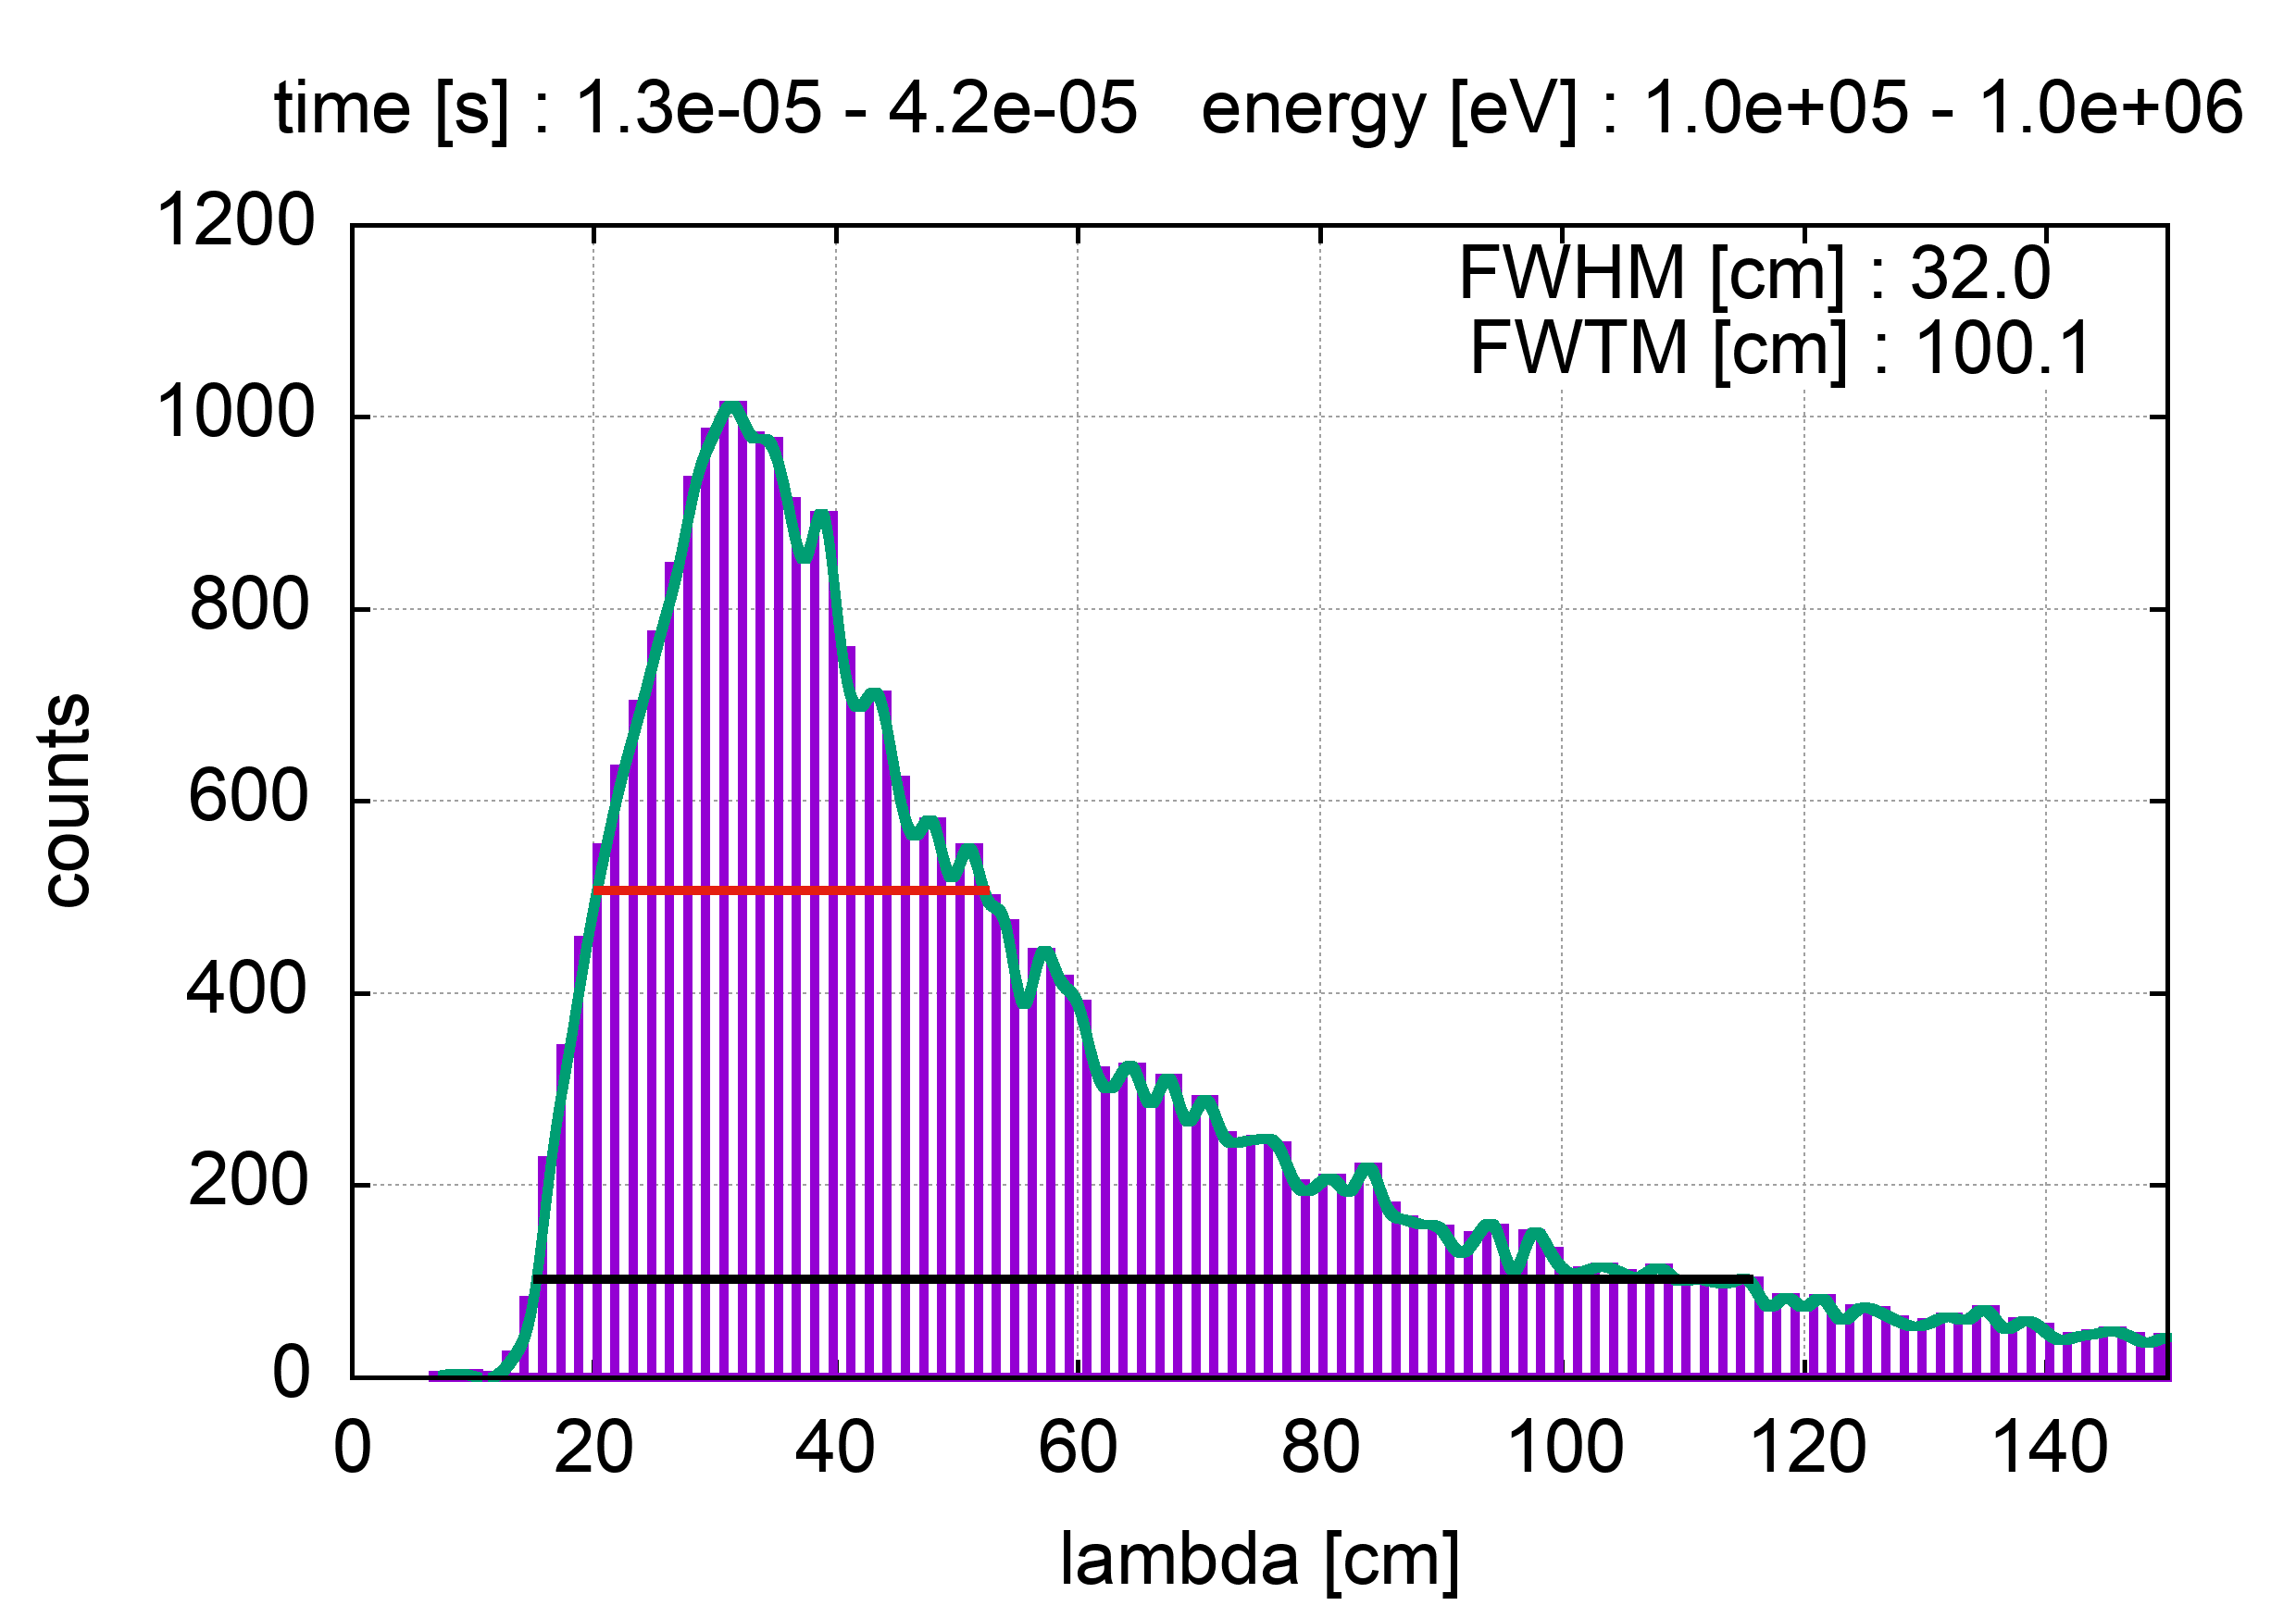 time [s] : 1.3e-05 - 4.2e-05   energy [eV] : 1.0e+05 - 1.0e+06
FWHM [cm] : 32.0
FWTM [cm] : 100.1
1200
1000
800
600
400
200
0
counts
0 20 40 60 80 100 120 140
lambda [cm]